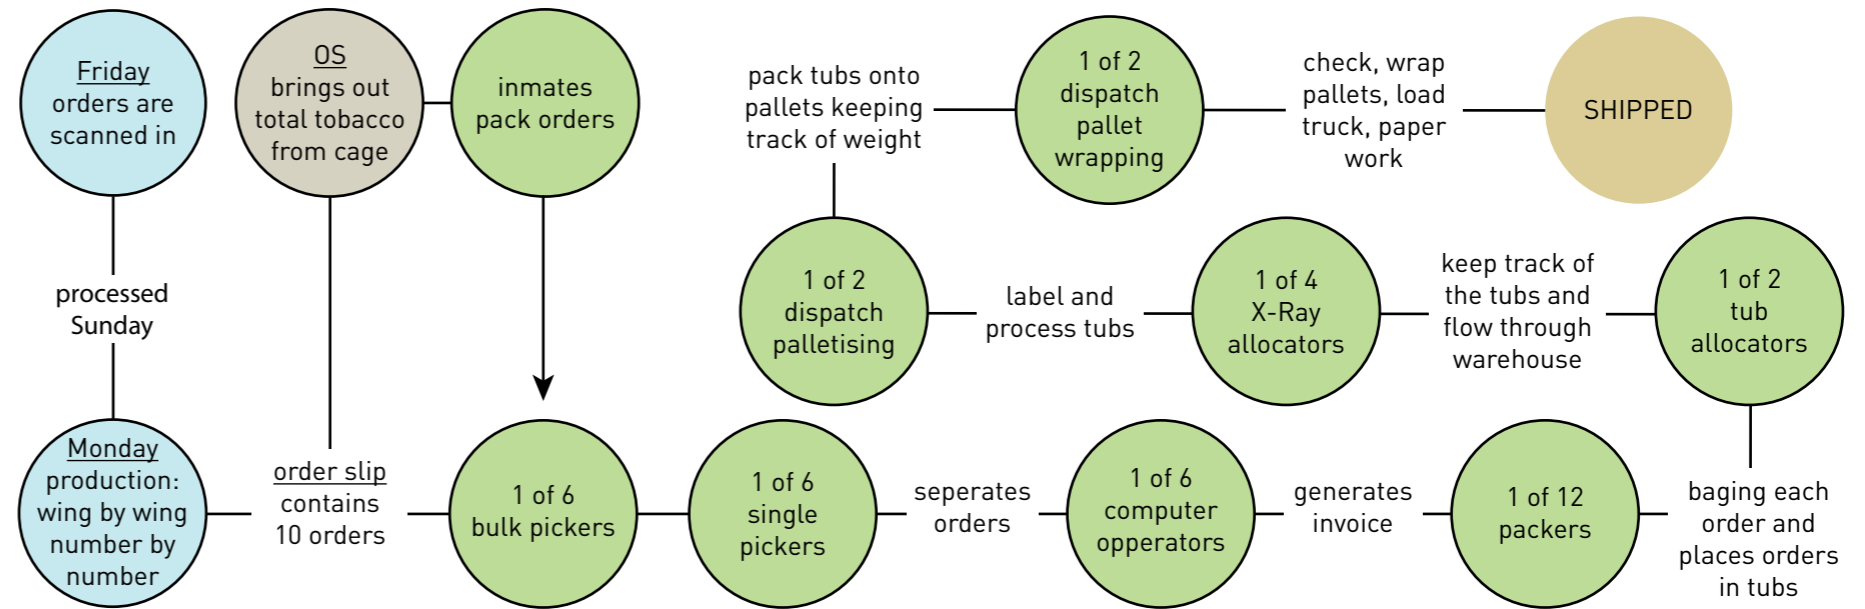 Friday
orders are
scanned in
processed
Sunday
Monday
production:
wing by wing
number by
number
order slip
contains
10 orders
OS
brings out
total tobacco
from cage
inmates
pack orders
1 of 6
bulk pickers
1 of 6
single
pickers
seperates
orders
1 of 6
computer
opperators
generates
invoice
1 of 12
packers
baging each
order and
places orders
in tubs
1 of 2
tub
allocators
keep track of
the tubs and
flow through
warehouse
1 of 4
X-Ray
allocators
label and
process tubs
1 of 2
dispatch
palletising
pack tubs onto
pallets keeping
track of weight
1 of 2
dispatch
pallet
wrapping
check, wrap
pallets, load
truck, paper
work
SHIPPED